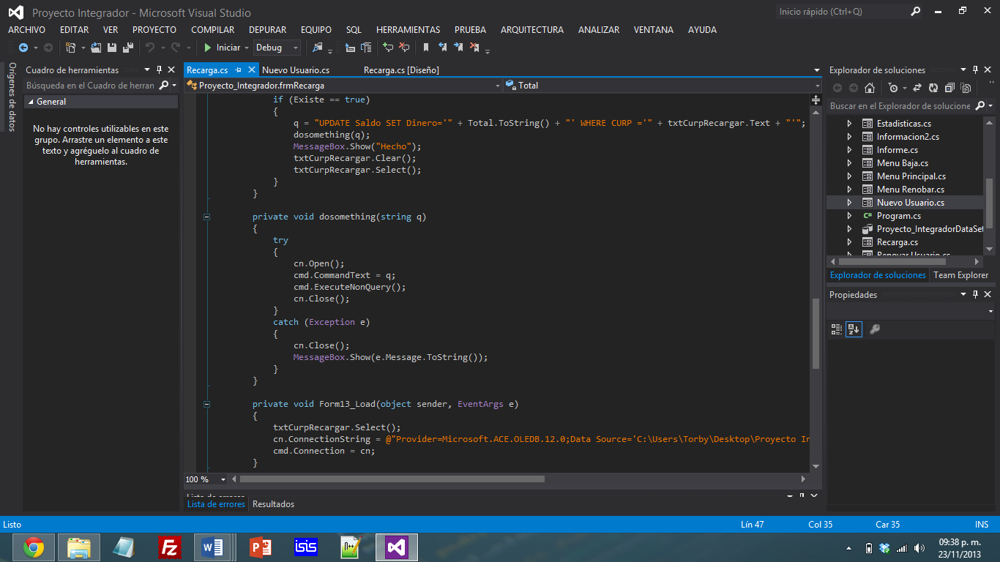 Proyecto Integrador - Microsoft Visual Studio
Inicio rápido (Ctrl+Q)
ARCHIVO EDITAR VER PROYECTO COMPILAR DEPURAR EQUIPO SQL HERRAMIENTAS PRUEBA ARQUITECTURA ANALIZAR VENTANA AYUDA
Iniciar Debug
Orígenes de datos
Cuadro de herramientas
Búsqueda en el Cuadro de herran
General
No hay controles utilizables en este
grupo. Arrastre un elemento a este
texto y agréguelo al cuadro de
herramientas.
Recarga.cs Nuevo Usuario.cs Recarga.cs [Diseño]
Proyecto_Integrador.frmRecarga Total
if (Existe == true)
{
q = "UPDATE Saldo SET Dinero='" + Total.ToString() + "' WHERE CURP ='" + txtCurpRecargar.Text + "'";
dosomething(q);
MessageBox.Show("Hecho");
txtCurpRecargar.Clear();
txtCurpRecargar.Select();
}
}
private void dosomething(string q)
{
try
{
cn.Open();
cmd.CommandText = q;
cmd.ExecuteNonQuery();
cn.Close();
}
catch (Exception e)
{
cn.Close();
MessageBox.Show(e.Message.ToString());
}
}
private void Form13_Load(object sender, EventArgs e)
{
txtCurpRecargar.Select();
cn.ConnectionString = @"Provider=Microsoft.ACE.OLEDB.12.0;Data Source='C:\Users\Torby\Desktop\Proyecto In
cmd.Connection = cn;
}
100 %
Lista de errores
Lista de errores Resultados
Explorador de soluciones
Buscar en el Explorador de solucione
Estadisticas.cs
Informacion2.cs
Informe.cs
Menu Baja.cs
Menu Principal.cs
Menu Renobar.cs
Nuevo Usuario.cs
C# Program.cs
Proyecto_IntegradorDataSet
Recarga.cs
Renovar Usuario.cs
Explorador de soluciones Team Explorer
Propiedades
Listo Lín 47 Col 35 Car 35 INS
isis
09:38 p. m.
23/11/2013